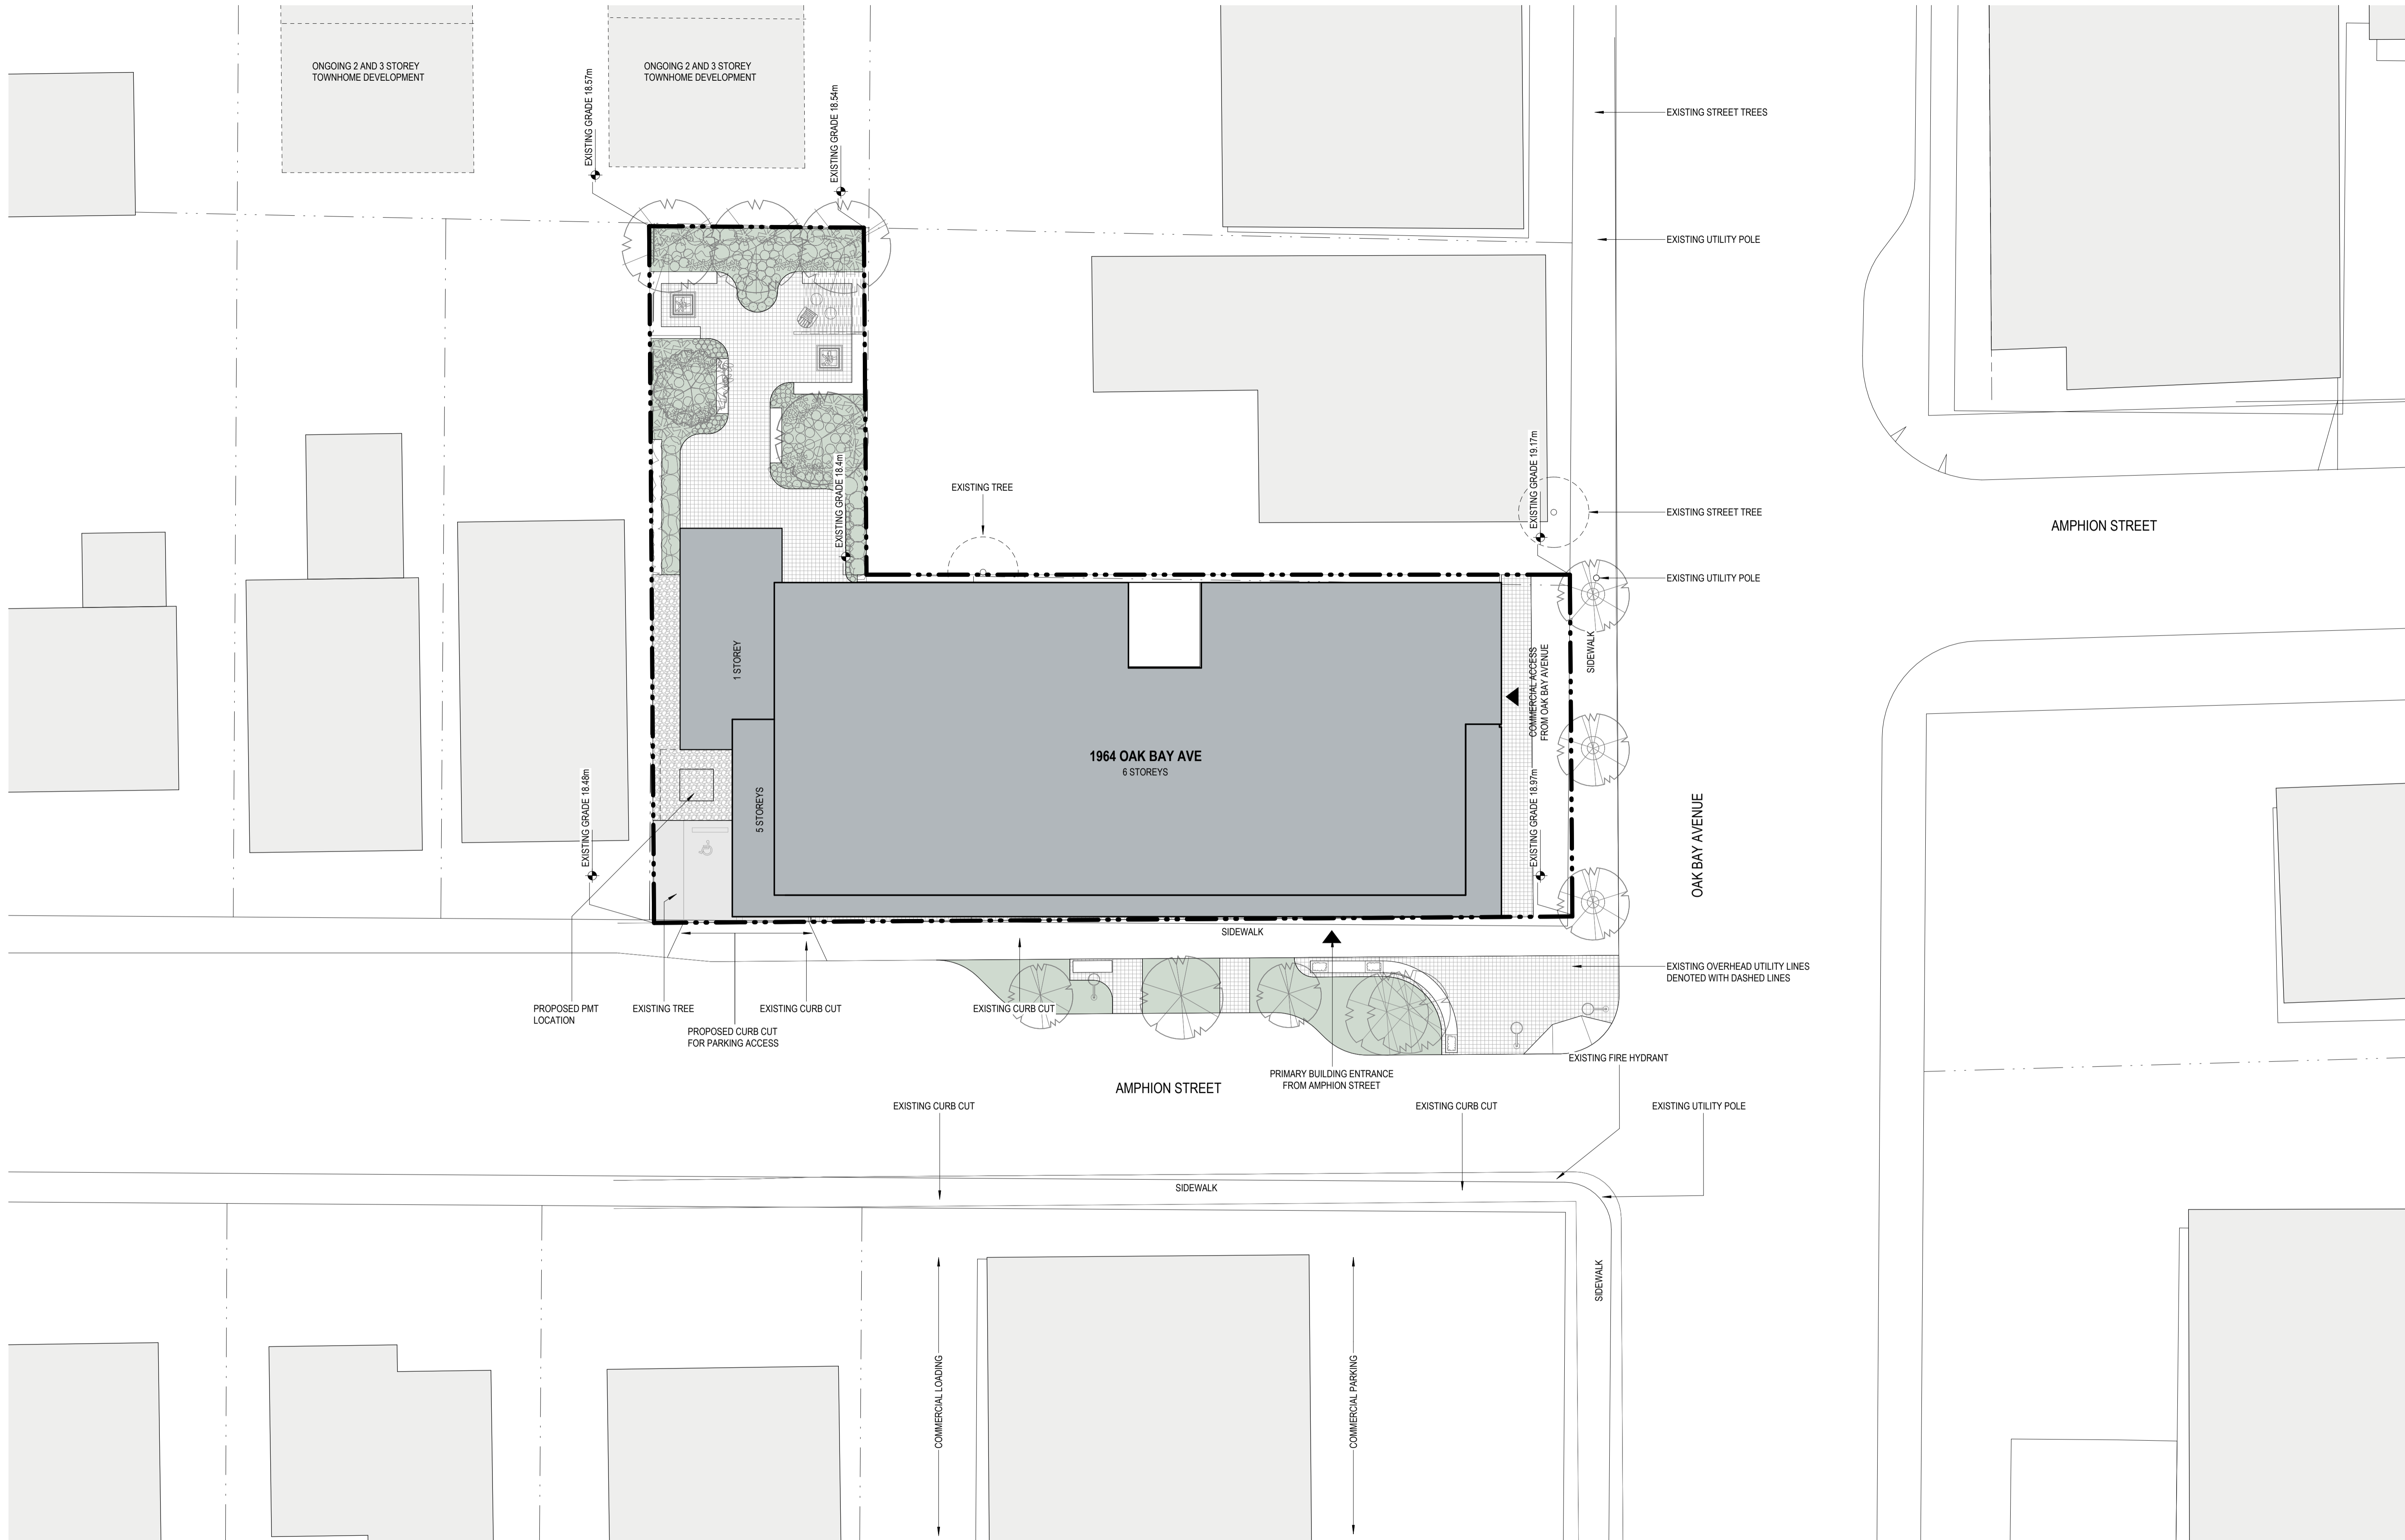 ONGOING 2 AND 3 STOREY
TOWNHOME DEVELOPMENT
ONGOING 2 AND 3 STOREY
TOWNHOME DEVELOPMENT
EXISTING GRADE 18.57m
EXISTING GRADE 18.54m
EXISTING STREET TREES
EXISTING UTILITY POLE
EXISTING GRADE 18.4m
EXISTING TREE
EXISTING GRADE 19.17m
EXISTING STREET TREE
AMPHION STREET
EXISTING UTILITY POLE
SIDEWALK
1 STOREY
COMMERCIAL ACCESS
FROM OAK BAY AVENUE
1964 OAK BAY AVE
6 STOREYS
5 STOREYS
EXISTING GRADE 18.48m
EXISTING GRADE 18.97m
OAK BAY AVENUE
SIDEWALK
EXISTING OVERHEAD UTILITY LINES
DENOTED WITH DASHED LINES
PROPOSED PMT
LOCATION
EXISTING TREE
EXISTING CURB CUT
EXISTING CURB CUT
PROPOSED CURB CUT
FOR PARKING ACCESS
EXISTING FIRE HYDRANT
PRIMARY BUILDING ENTRANCE
FROM AMPHION STREET
AMPHION STREET
EXISTING CURB CUT
EXISTING CURB CUT
EXISTING UTILITY POLE
SIDEWALK
SIDEWALK
COMMERCIAL LOADING
COMMERCIAL PARKING